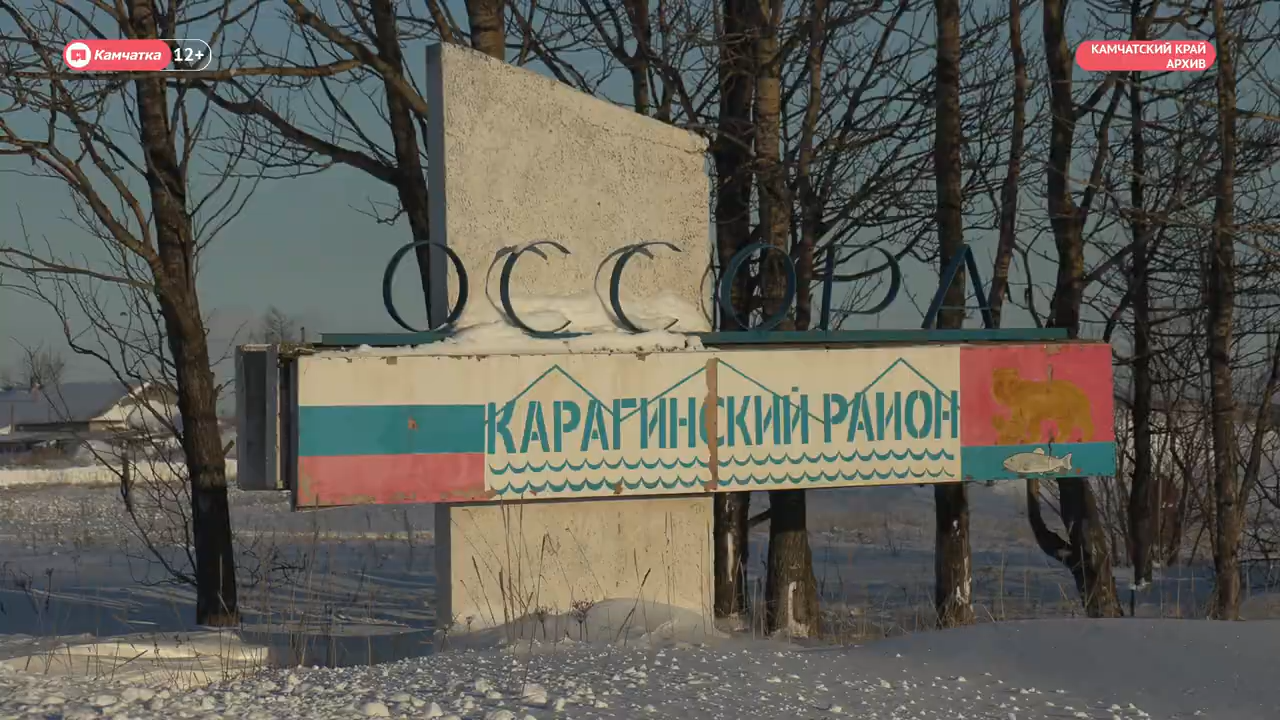 Камчатка 12+
КАМЧАТСКИЙ КРАЙ
АРХИВ
ОССОРА
КАРАГИНСКИЙ РАЙОН